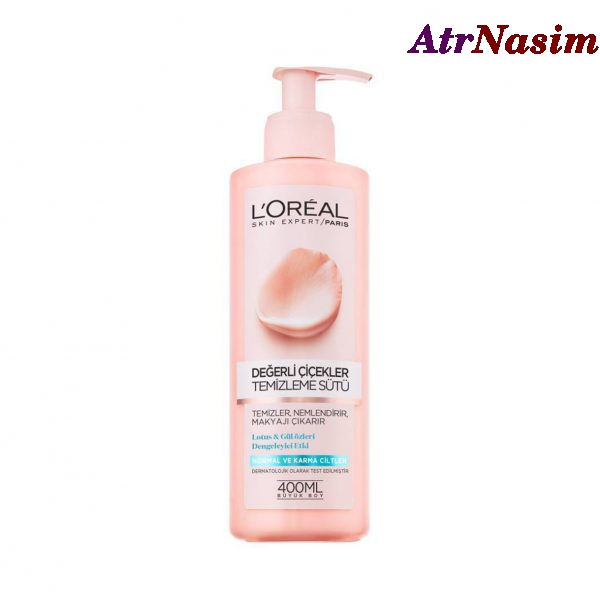 AtrNasim
L'ORÉAL
SKIN EXPERT/PARIS
DEĞERLİ ÇİÇEKLER
TEMİZLEME SÜTÜ
TEMİZLER, NEMLENDİRİR,
MAKYAJI ÇIKARIR
Lotus & Gül özleri
Dengeleyici Etki
NORMAL VE KARMA CİLTLER
DERMATOLOJİK OLARAK TEST EDİLMİŞTİR
400ML
BÜYÜK BOY